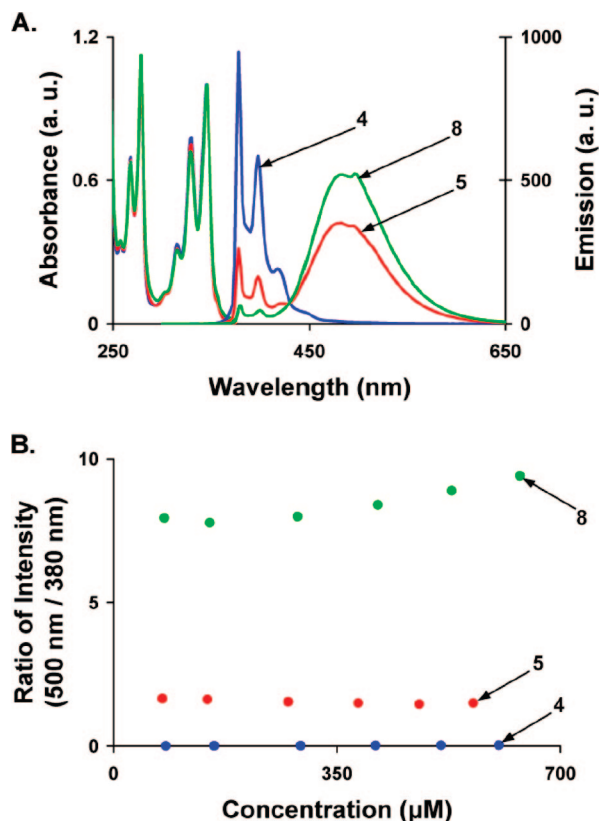 A.
1.2
1000
4
8
5
0.6
500
Absorbance (a. u.)
Emission (a. u.)
0
0
250
450
650
Wavelength (nm)
B.
10
8
5
5
4
0
Ratio of Intensity
(500 nm / 380 nm)
0
350
700
Concentration (μM)